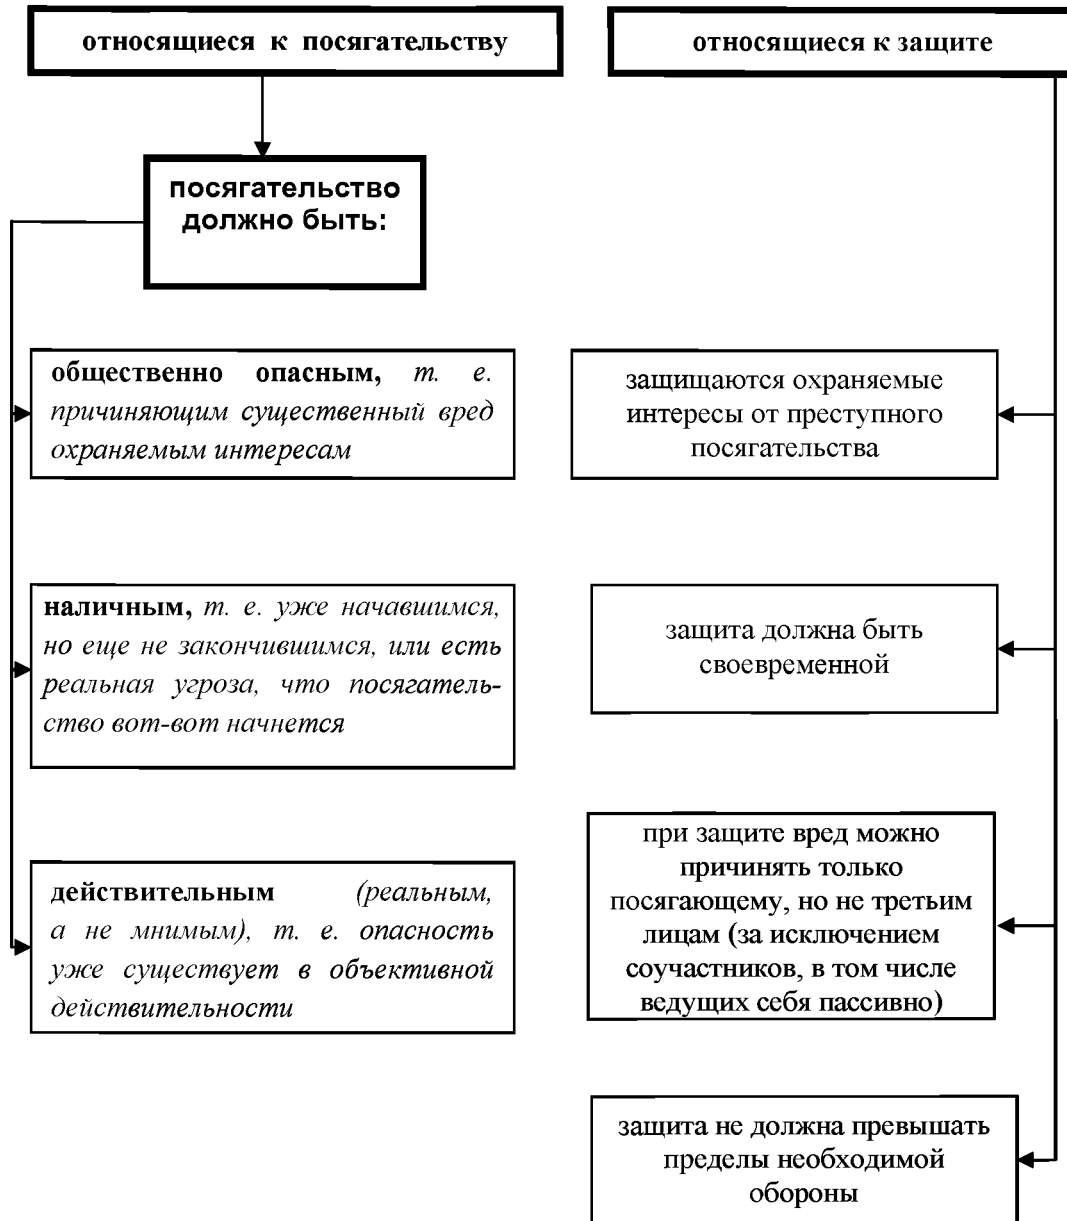 относящиеся к посягательству
относящиеся к защите
посягательство
должно быть:
общественно опасным, т. е.
причиняющим существенный вред
охраняемым интересам
наличным, т. е. уже начавшимся,
но еще не закончившимся, или есть
реальная угроза, что посягатель-
ство вот-вот начнется
действительным (реальным,
а не мнимым), т. е. опасность
уже существует в объективной
действительности
защищаются охраняемые
интересы от преступного
посягательства
защита должна быть
своевременной
при защите вред можно
причинять только
посягающему, но не третьим
лицам (за исключением
соучастников, в том числе
ведущих себя пассивно)
защита не должна превышать
пределы необходимой
обороны